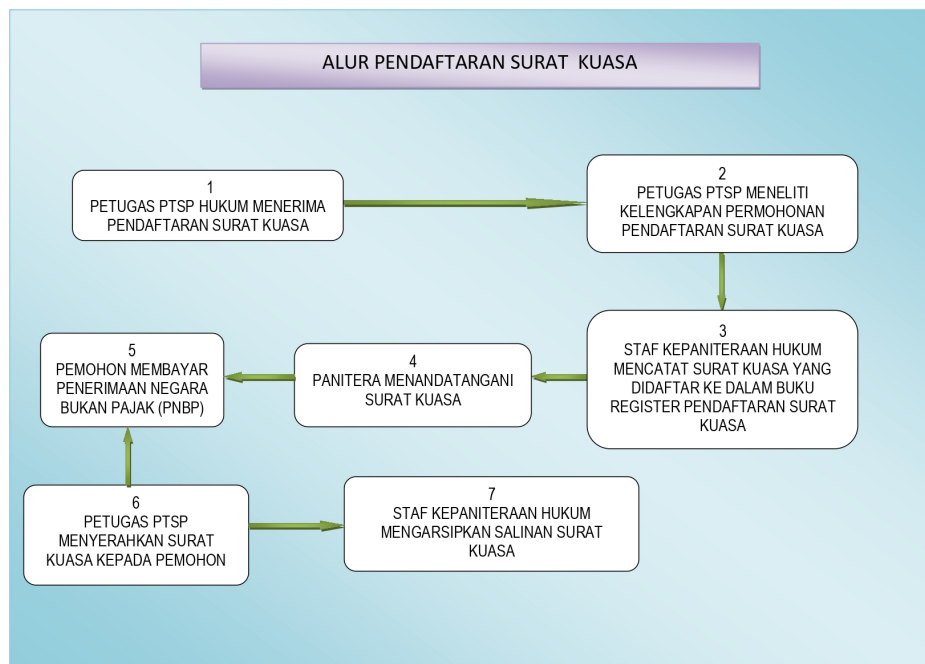 ALUR PENDAFTARAN SURAT KUASA
1
PETUGAS PTSP HUKUM MENERIMA
PENDAFTARAN SURAT KUASA
2
PETUGAS PTSP MENELITI
KELENGKAPAN PERMOHONAN
PENDAFTARAN SURAT KUASA
3
STAF KEPANITERAAN HUKUM
MENCATAT SURAT KUASA YANG
DIDAFTAR KE DALAM BUKU
REGISTER PENDAFTARAN SURAT
KUASA
4
PANITERA MENANDATANGANI
SURAT KUASA
5
PEMOHON MEMBAYAR
PENERIMAAN NEGARA
BUKAN PAJAK (PNBP)
6
PETUGAS PTSP
MENYERAHKAN SURAT
KUASA KEPADA PEMOHON
7
STAF KEPANITERAAN HUKUM
MENGARSIPKAN SALINAN SURAT
KUASA